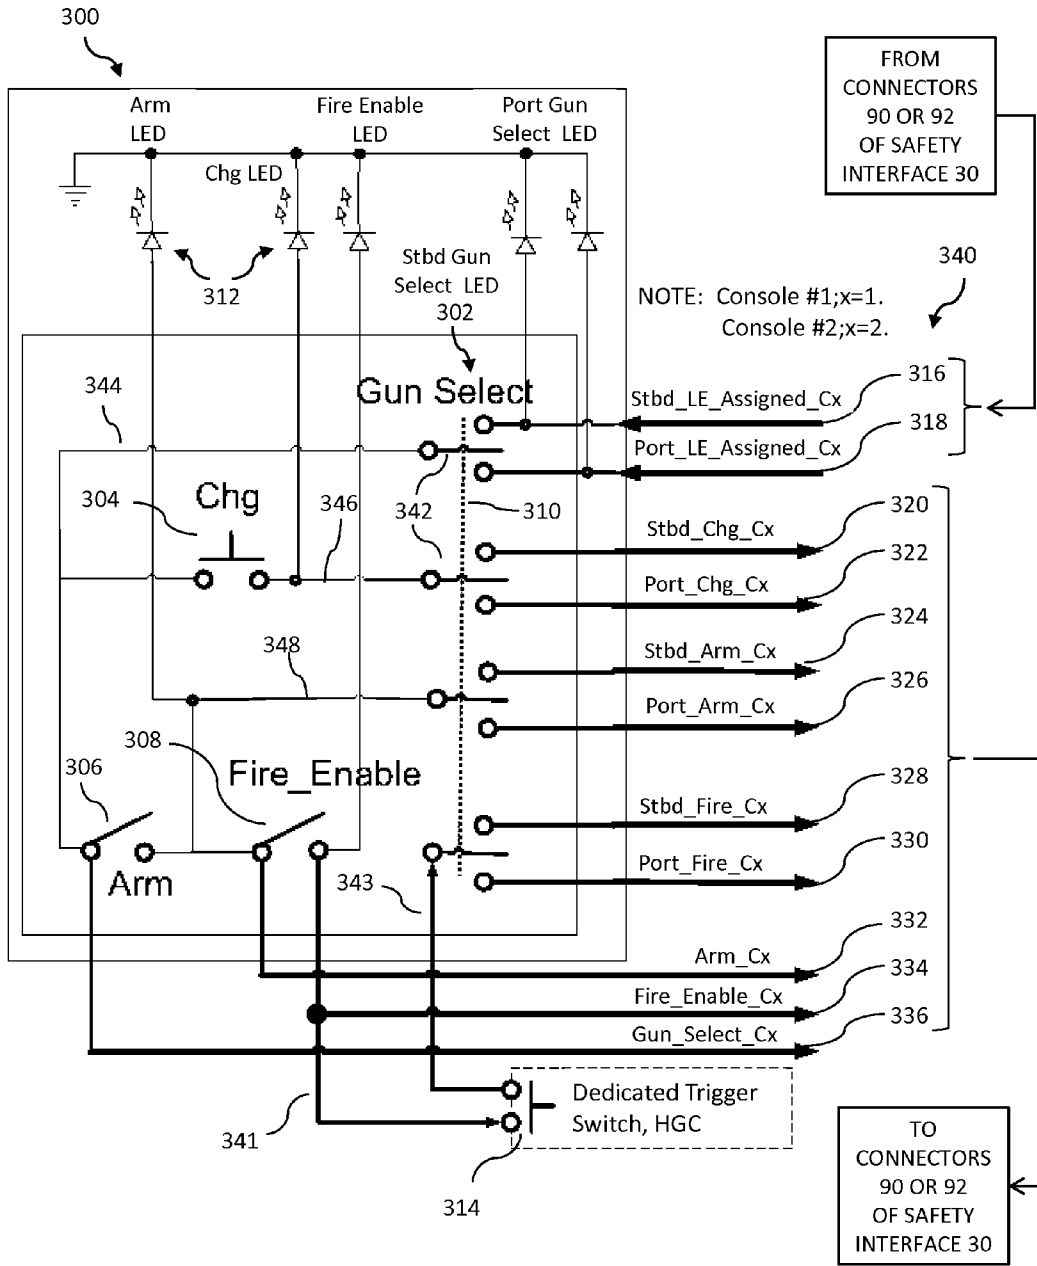 300
FROM
CONNECTORS
90 OR 92
OF SAFETY
INTERFACE 30
Arm
LED
Fire Enable
LED
Port Gun
Select LED
Chg LED
312
Stbd Gun
Select LED
302
340
NOTE: Console #1;x=1.
Console #2;x=2.
344
Gun Select
Stbd_LE_Assigned_Cx
316
Port_LE_Assigned_Cx
318
304
Chg
346
342
310
Stbd_Chg_Cx
320
Port_Chg_Cx
322
348
Stbd_Arm_Cx
324
Port_Arm_Cx
326
308
306
Fire_Enable
Stbd_Fire_Cx
328
Arm
343
Port_Fire_Cx
330
Arm_Cx
332
Fire_Enable_Cx
334
Gun_Select_Cx
336
341
Dedicated Trigger
Switch, HGC
314
TO
CONNECTORS
90 OR 92
OF SAFETY
INTERFACE 30